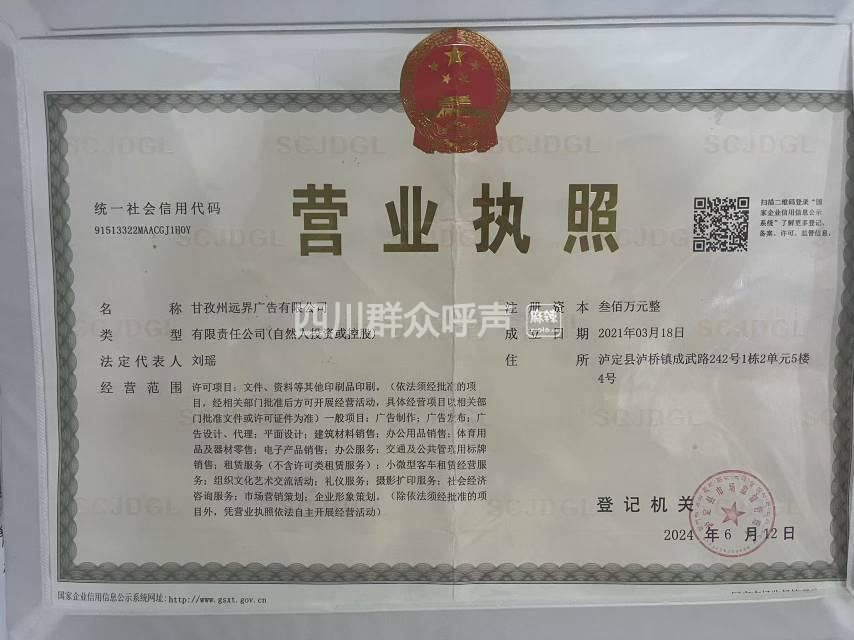 营业执照
统一社会信用代码
91513322MAACGJ1H0Y
扫描二维码登录"国
家企业信用信息公示
系统"了解更多登记、
备案、许可、监管信息。
名 称 甘孜州远界广告有限公司
类 型 有限责任公司(自然人投资或控股)
法定代表人 刘瑶
经营范围 许可项目:文件、资料等其他印刷品印刷。(依法须经批准的项
目,经相关部门批准后方可开展经营活动,具体经营项目以相关部
门批准文件或许可证件为准)一般项目:广告制作;广告发布;广
告设计、代理;平面设计;建筑材料销售;办公用品销售;体育用
品及器材零售;电子产品销售;办公服务;交通及公共管理用标牌
销售;租赁服务(不含许可类租赁服务);小微型客车租赁经营服
务;组织文化艺术交流活动;礼仪服务;摄影扩印服务;社会经济
咨询服务;市场营销策划;企业形象策划。(除依法须经批准的项
目外,凭营业执照依法自主开展经营活动)
注册资本 叁佰万元整
成立日期 2021年03月18日
住 所 泸定县泸桥镇成武路242号1栋2单元5楼
4号
登记机关
2024 年 6 月 12 日
国家企业信用信息公示系统网址:http://www.gsxt.gov.cn
四川群众呼声
麻辣
SCJDGL